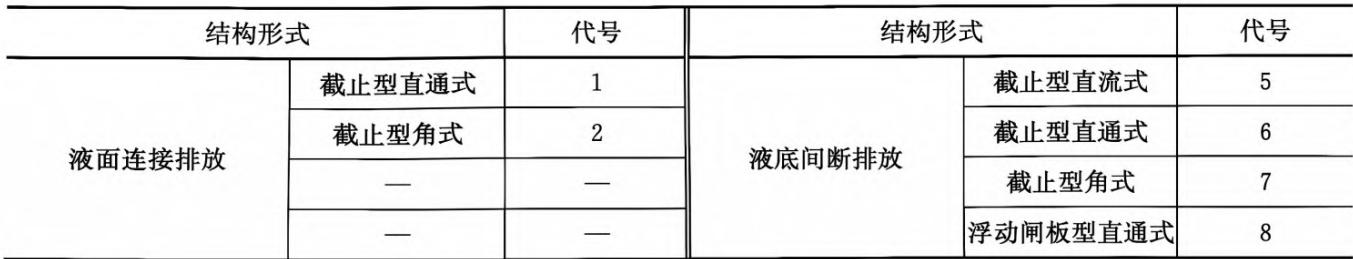 结构形式 代号 结构形式 代号
截止型直通式 1 截止型直流式 5
截止型角式 2 截止型直通式 6
液面连接排放 液底间断排放
— — 截止型角式 7
— — 浮动闸板型直通式 8